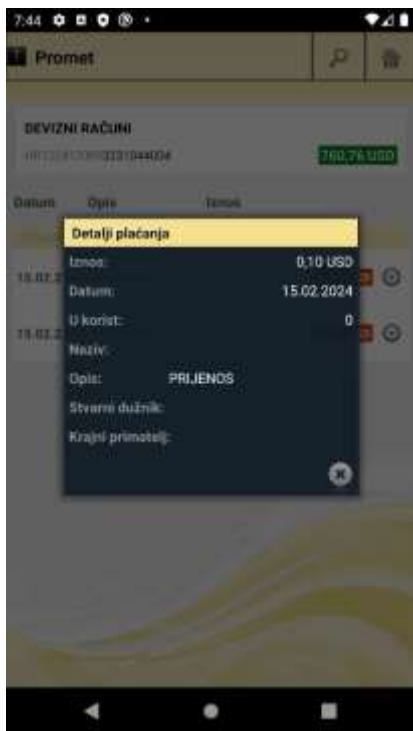 7:44
Promet
DEVIZNI RAČUNI
760,76 USD
Datum Opis Iznos
Detalji plaćanja
Iznos: 0,10 USD
Datum: 15.02.2024
U korist: 0
Naziv:
Opis: PRIJENOS
Stvarni dužnik:
Krajni primatelj: